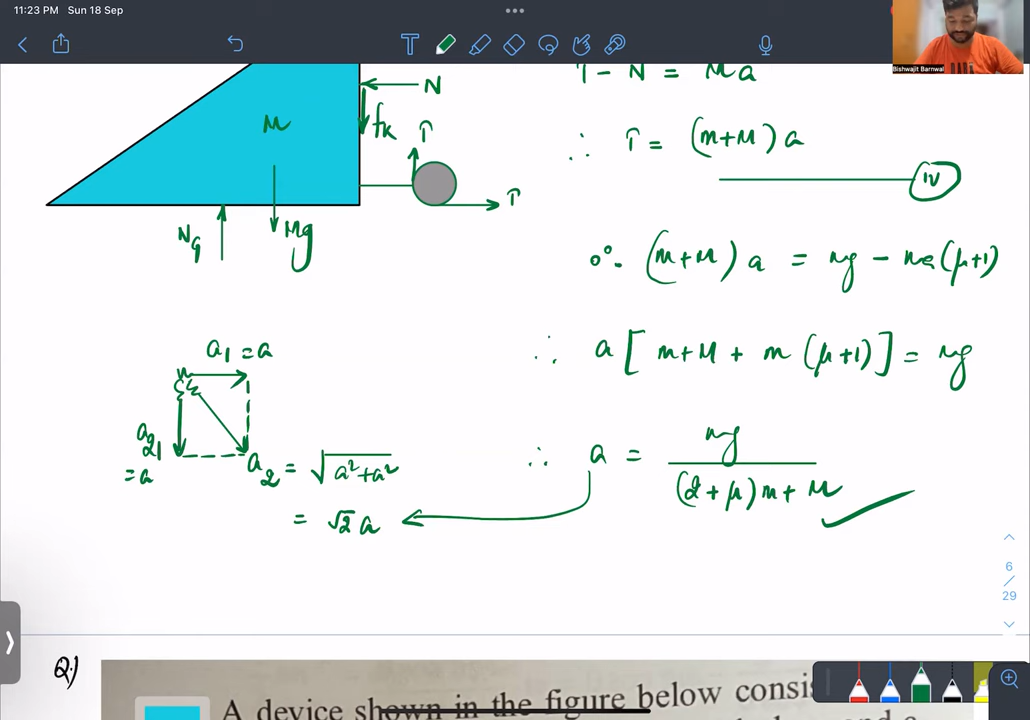 11:23 PM Sun 18 Sep
Bishwajit Barnwal
T - N = Ma
N
M
fk
T
∴ T = (m+M) a
IV
T
Ng
Mg
∴ (m+M) a = mg - ma(μ+1)
a1 = a
∴ a [ m+M + m (μ+1) ] = mg
a21
= a
a2 = √a²+a²
∴ a = mg / (2+μ)m + M
= √2 a
6
/
29
Q)
A device shown in the figure below consi